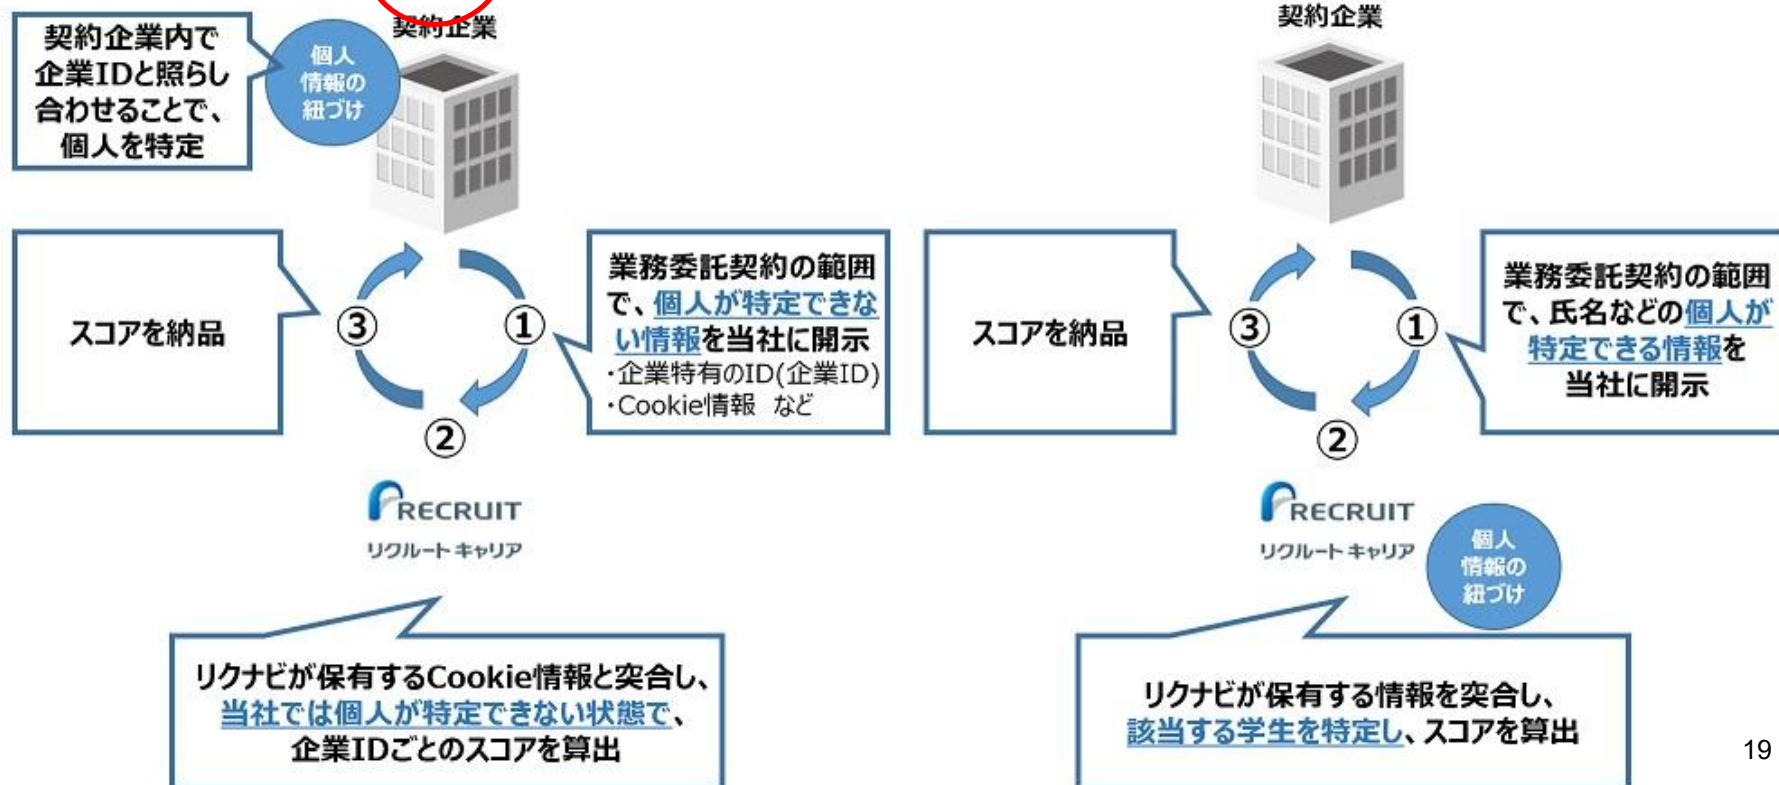 契約企業
契約企業内で
企業IDと照らし
合わせることで、
個人を特定
個人
情報の
紐づけ
スコアを納品
③
①
②
業務委託契約の範囲
で、個人が特定できな
い情報を当社に開示
・企業特有のID(企業ID)
・Cookie情報 など
RECRUIT
リクルート キャリア
リクナビが保有するCookie情報と突合し、
当社では個人が特定できない状態で、
企業IDごとのスコアを算出
契約企業
スコアを納品
③
①
②
業務委託契約の範囲
で、氏名などの個人が
特定できる情報を
当社に開示
RECRUIT
リクルート キャリア
個人
情報の
紐づけ
リクナビが保有する情報を突合し、
該当する学生を特定し、スコアを算出
19